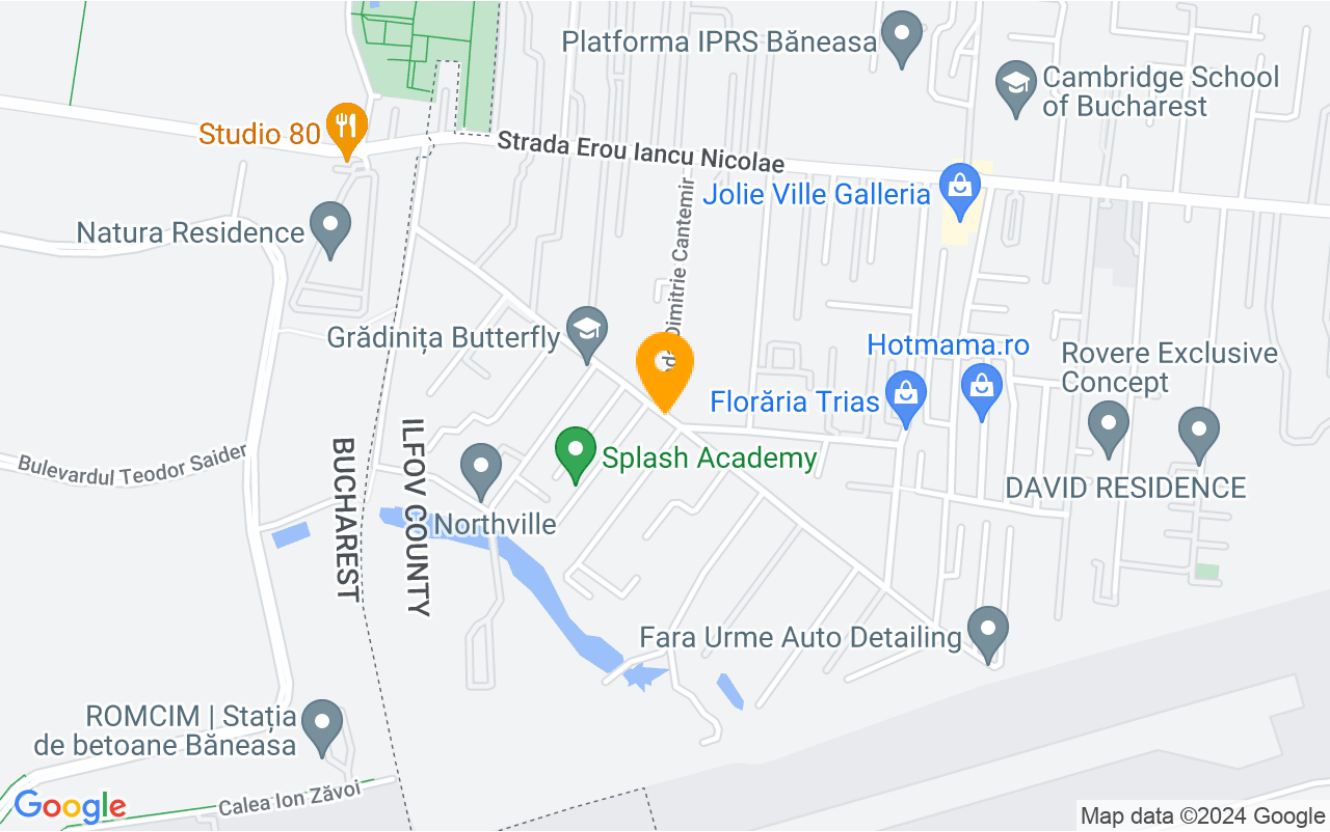 Platforma IPRS Băneasa
Cambridge School
of Bucharest
Studio 80
Strada Erou Iancu Nicolae
Jolie Ville Galleria
Natura Residence
Dimitrie Cantemir
Grădinița Butterfly
Hotmama.ro
Rovere Exclusive
Concept
Florăria Trias
Splash Academy
Bulevardul Teodor Saider
BUCHAREST
ILFOV COUNTY
DAVID RESIDENCE
Northville
Fara Urme Auto Detailing
ROMCIM | Stația
de betoane Băneasa
Calea Ion Zăvoi
Google
Map data ©2024 Google